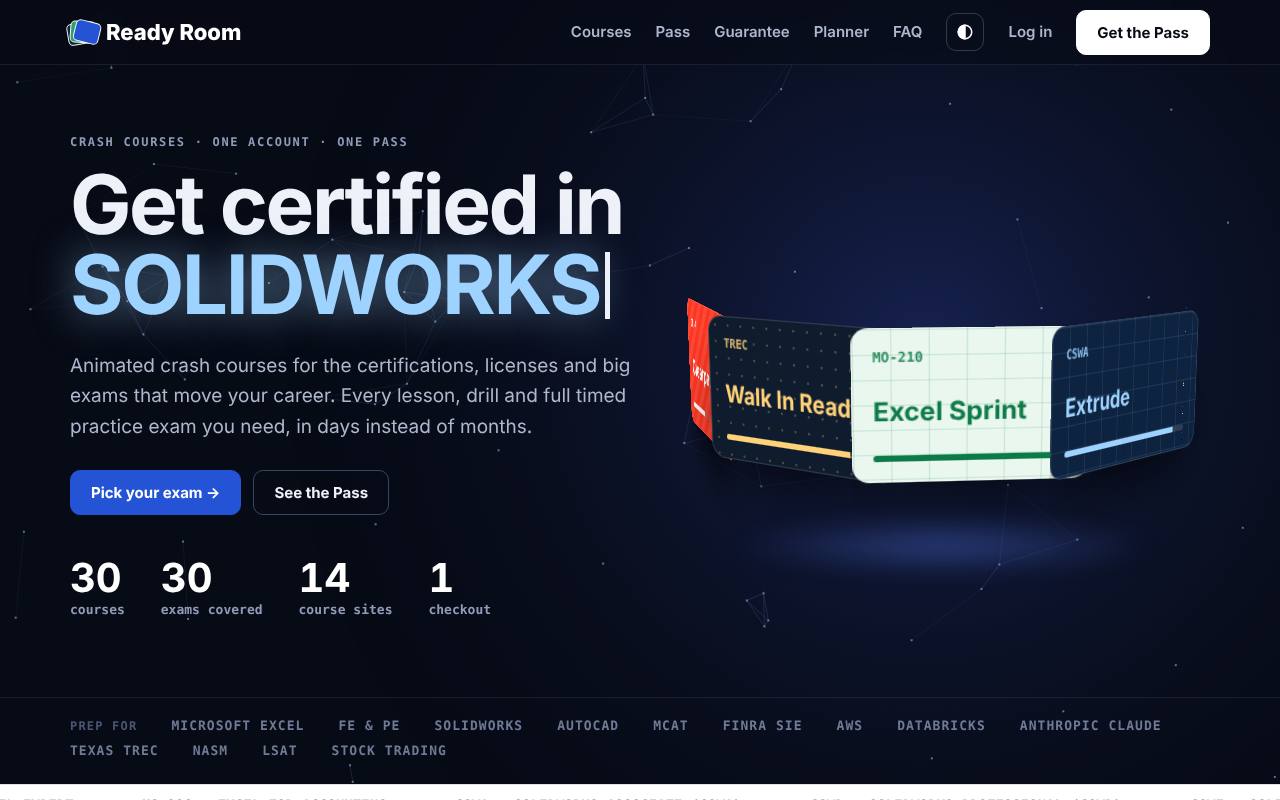 Ready Room
Courses Pass Guarantee Planner FAQ Log in Get the Pass
CRASH COURSES · ONE ACCOUNT · ONE PASS
Get certified in
SOLIDWORKS
Animated crash courses for the certifications, licenses and big
exams that move your career. Every lesson, drill and full timed
practice exam you need, in days instead of months.
Pick your exam → See the Pass
30 courses
30 exams covered
14 course sites
1 checkout
TREC
Walk In Read
MO-210
Excel Sprint
CSWA
Extrude
PREP FOR MICROSOFT EXCEL FE & PE SOLIDWORKS AUTOCAD MCAT FINRA SIE AWS DATABRICKS ANTHROPIC CLAUDE
TEXAS TREC NASM LSAT STOCK TRADING